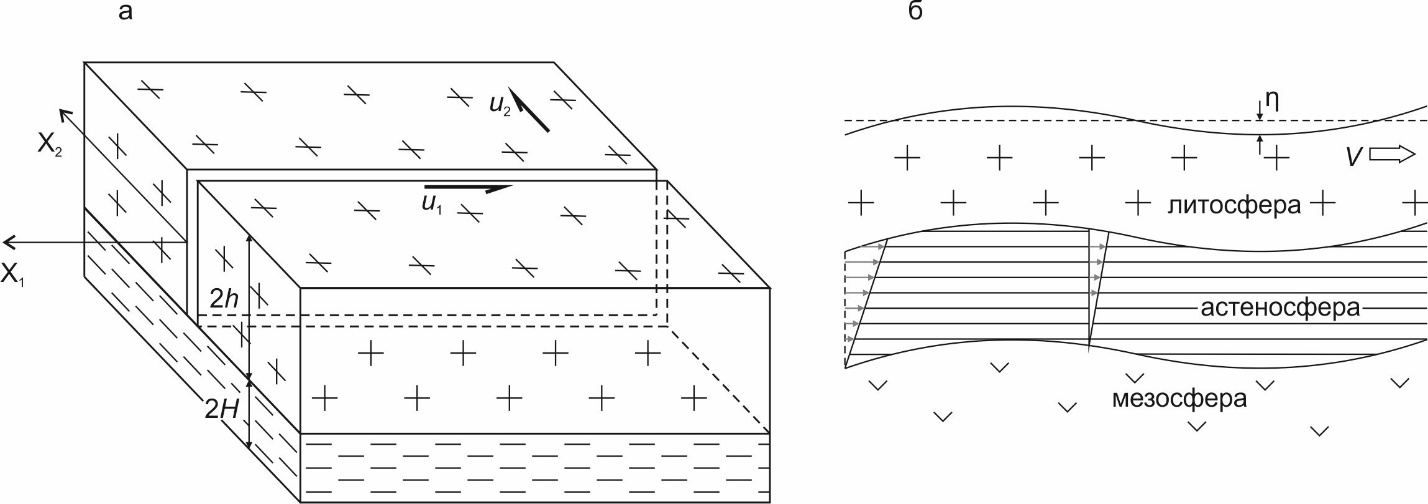 а
б
u2
η
X2
V
u1
литосфера
X1
2h
астеносфера
2H
мезосфера